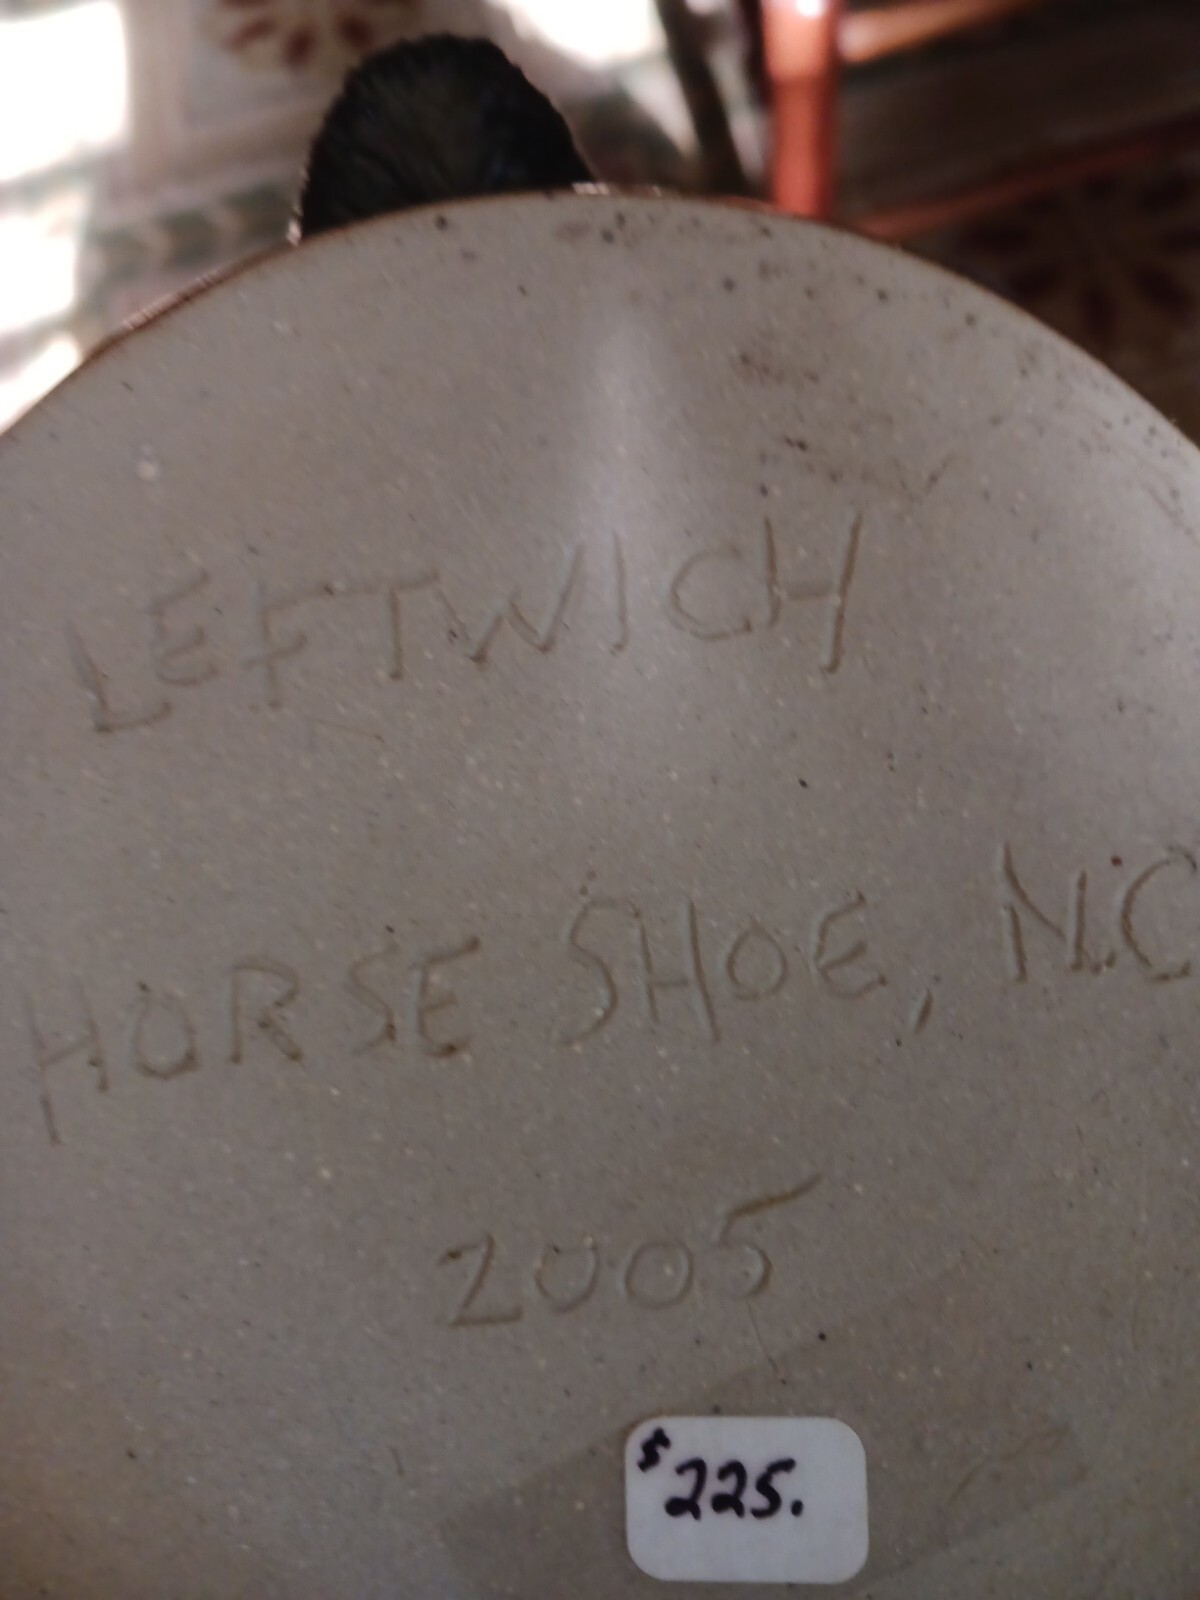 LEFTWICH
HORSE SHOE, N.C
2005
$225.